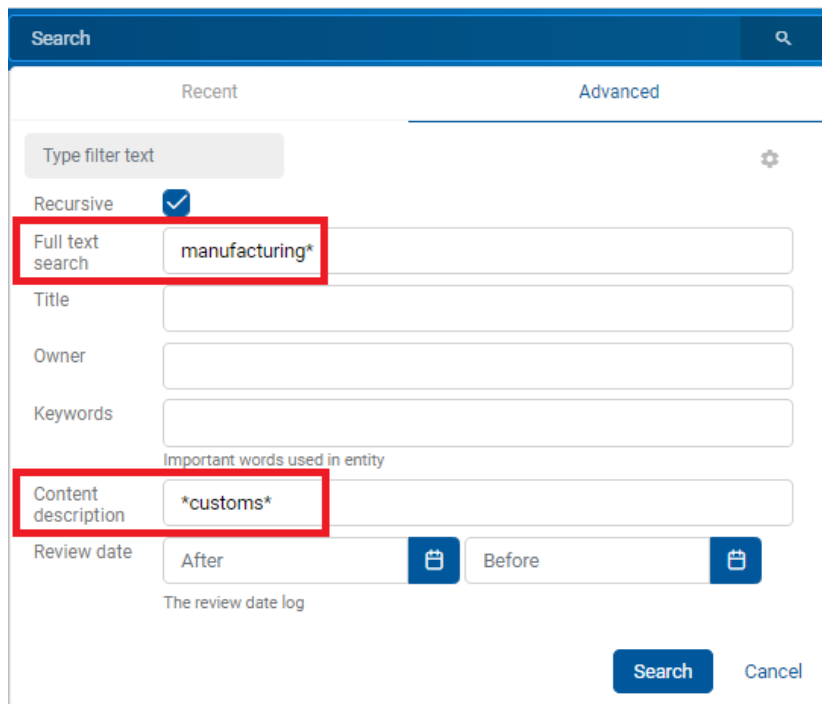 Search
Recent Advanced
Type filter text
Recursive
Full text
search
manufacturing*
Title
Owner
Keywords
Important words used in entity
Content
description
*customs*
Review date After Before
The review date log
Search Cancel